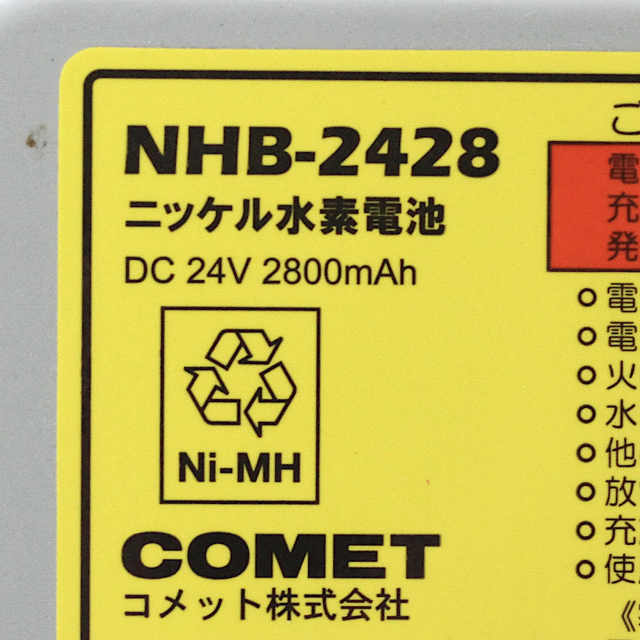 NHB-2428
ニッケル水素電池
DC 24V 2800mAh
Ni-MH
COMET
コメット株式会社
電
充
発
電
電
火
水
他
放
充
使